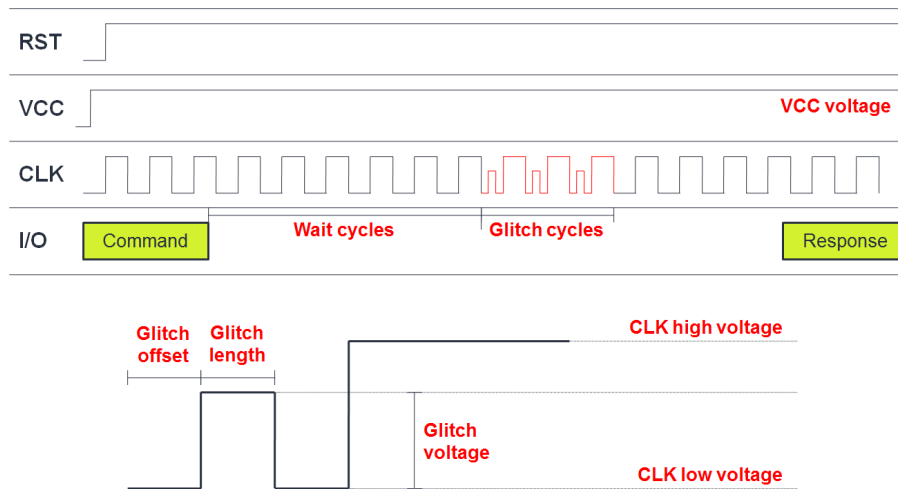 RST
VCC
VCC voltage
CLK
Wait cycles
Glitch cycles
I/O
Command
Response
Glitch
offset
Glitch
length
CLK high voltage
Glitch
voltage
CLK low voltage